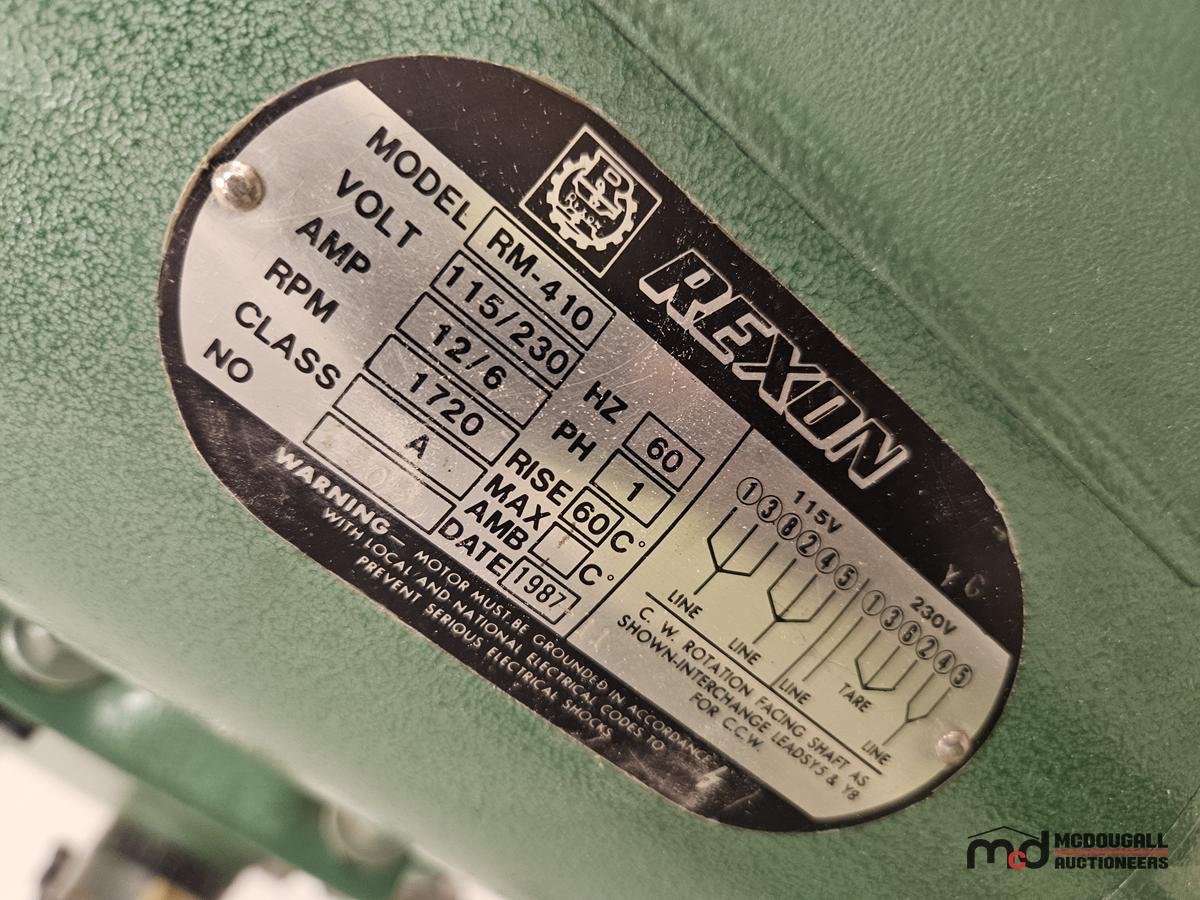 REXON
REXON
MODEL RM-410
VOLT 115/230
AMP 12/6 HZ 60
RPM 1720 PH 1
CLASS A RISE 60 C°
NO MAX AMB C°
DATE 1987
115V 230V
1 3 8 2 4 5 1 3 6 2 4 5
LINE LINE LINE TARE LINE
C. W. ROTATION FACING SHAFT AS
SHOWN-INTERCHANGE LEADSY5 & Y8
FOR C.C.W.
WARNING— MOTOR MUST BE GROUNDED IN ACCORDANCE
WITH LOCAL AND NATIONAL ELECTRICAL CODES TO
PREVENT SERIOUS ELECTRICAL SHOCKS
mcd MCDOUGALL
AUCTIONEERS